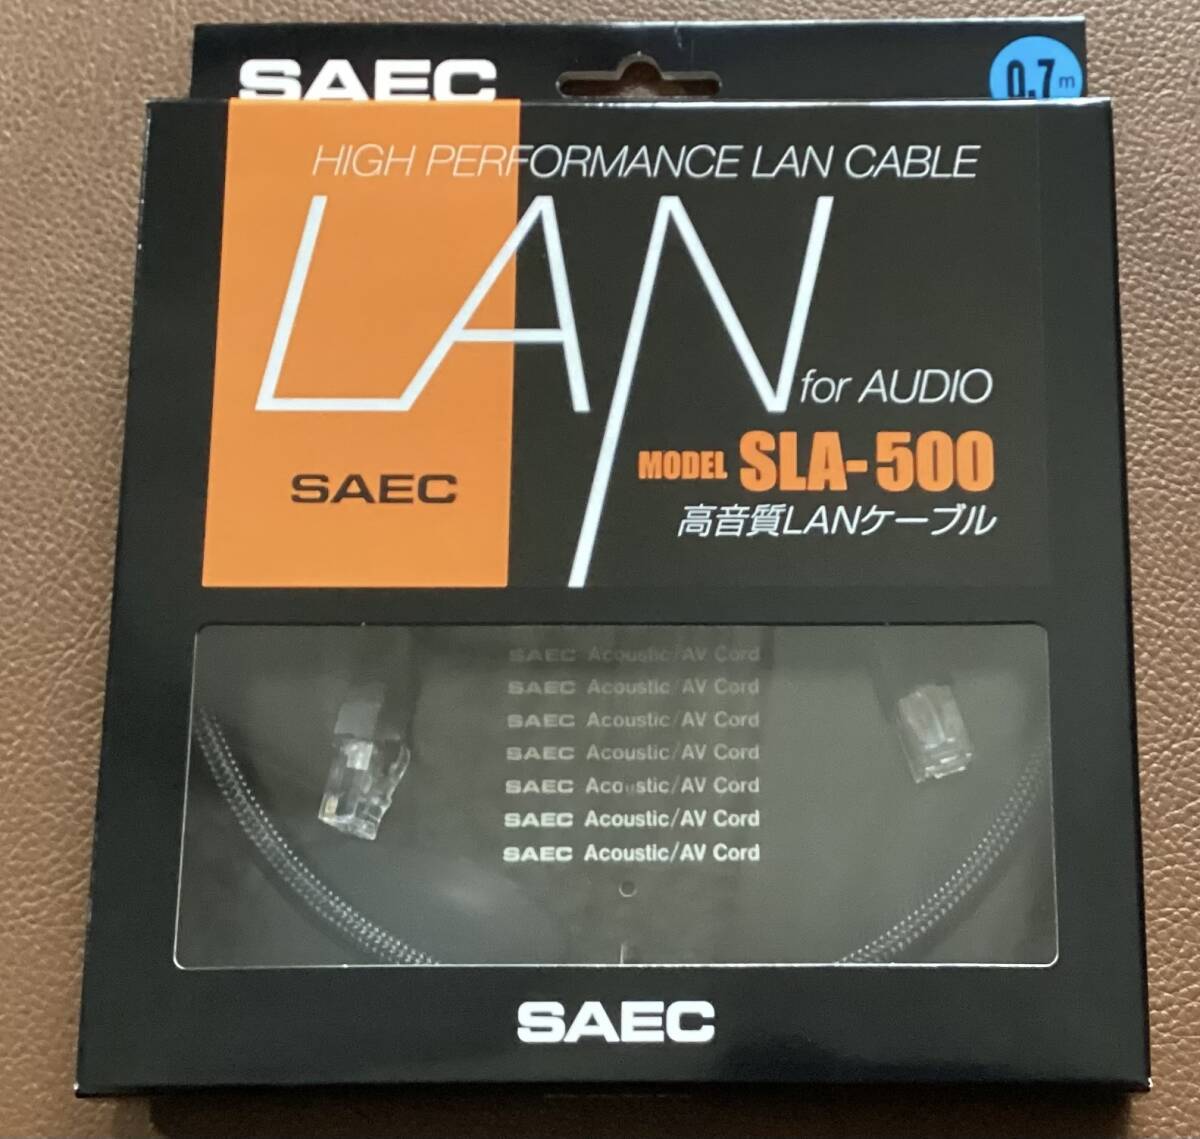 SAEC
0.7m
HIGH PERFORMANCE LAN CABLE
LAN
for AUDIO
SAEC
MODEL SLA-500
高音質LANケーブル
SAEC Acoustic/AV Cord
SAEC Acoustic/AV Cord
SAEC Acoustic/AV Cord
SAEC Acoustic/AV Cord
SAEC Acoustic/AV Cord
SAEC Acoustic/AV Cord
SAEC Acoustic/AV Cord
SAEC